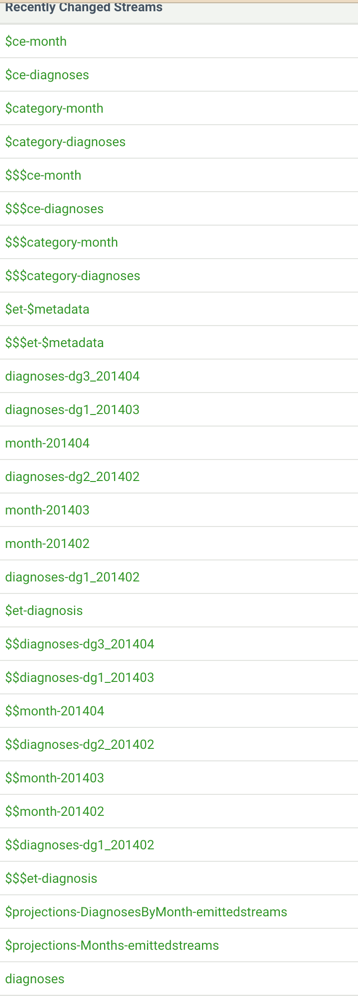 Recently Changed Streams
$ce-month
$ce-diagnoses
$category-month
$category-diagnoses
$$$ce-month
$$$ce-diagnoses
$$$category-month
$$$category-diagnoses
$et-$metadata
$$$et-$metadata
diagnoses-dg3_201404
diagnoses-dg1_201403
month-201404
diagnoses-dg2_201402
month-201403
month-201402
diagnoses-dg1_201402
$et-diagnosis
$$diagnoses-dg3_201404
$$diagnoses-dg1_201403
$$month-201404
$$diagnoses-dg2_201402
$$month-201403
$$month-201402
$$diagnoses-dg1_201402
$$$et-diagnosis
$projections-DiagnosesByMonth-emittedstreams
$projections-Months-emittedstreams
diagnoses